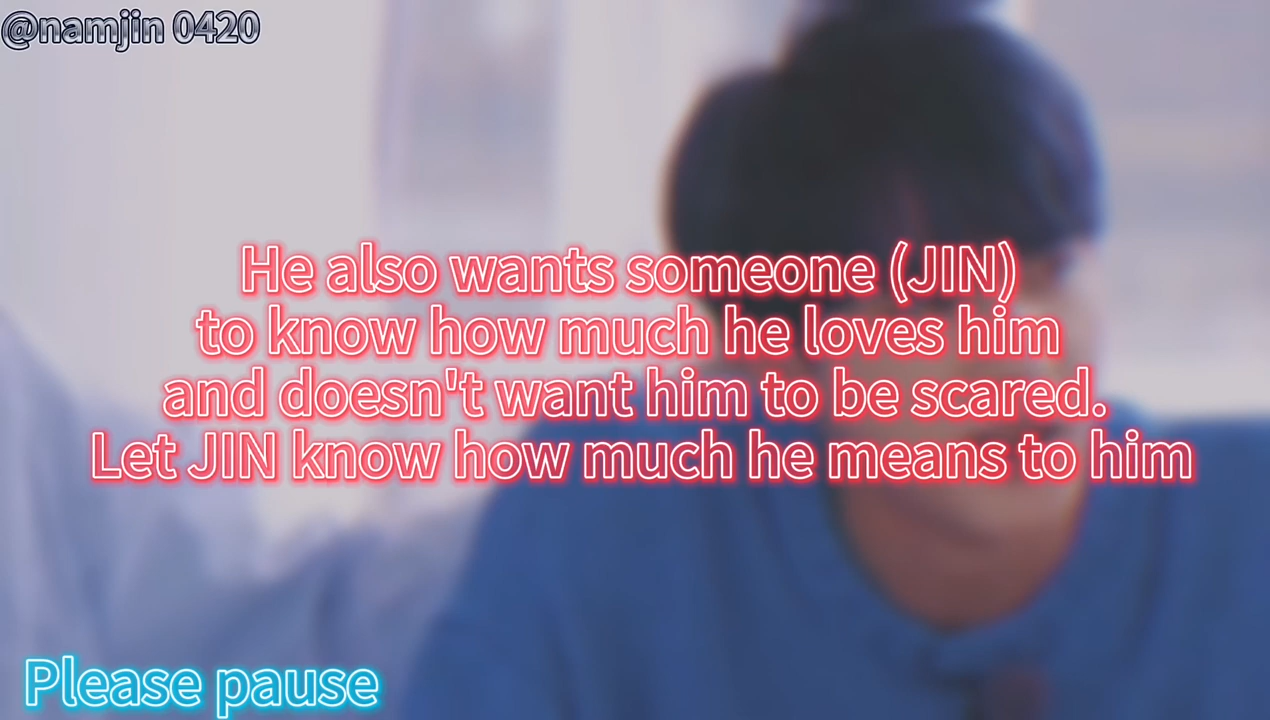 @namjin 0420
He also wants someone (JIN)
to know how much he loves him
and doesn't want him to be scared.
Let JIN know how much he means to him
Please pause